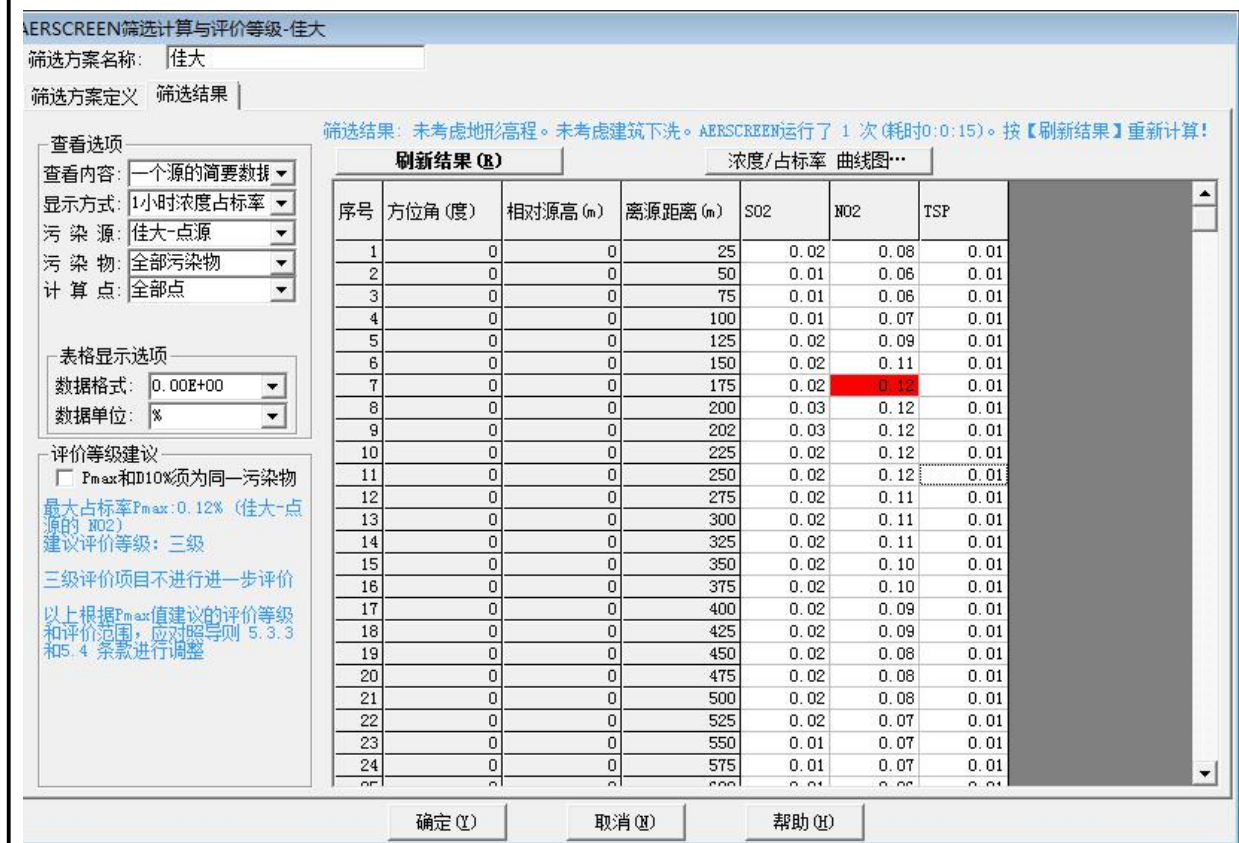 AERSCREEN筛选计算与评价等级-佳大
筛选方案名称: 佳大
筛选方案定义 筛选结果
筛选结果: 未考虑地形高程。未考虑建筑下洗。AERSCREEN运行了 1 次(耗时0:0:15)。按【刷新结果】重新计算!
刷新结果(R) 浓度/占标率 曲线图…
查看选项
查看内容: 一个源的简要数据
显示方式: 1小时浓度占标率
污 染 源: 佳大-点源
污 染 物: 全部污染物
计 算 点: 全部点
表格显示选项
数据格式: 0.00E+00
数据单位: %
评价等级建议
Pmax和D10%须为同一污染物
最大占标率Pmax:0.12% (佳大-点
源的 NO2)
建议评价等级: 三级
三级评价项目不进行进一步评价
以上根据Pmax值建议的评价等级
和评价范围,应对照导则 5.3.3
和5.4 条款进行调整
序号 方位角(度) 相对源高(m) 离源距离(m) SO2 NO2 TSP
1 0 0 25 0.02 0.08 0.01
2 0 0 50 0.01 0.06 0.01
3 0 0 75 0.01 0.06 0.01
4 0 0 100 0.01 0.07 0.01
5 0 0 125 0.02 0.09 0.01
6 0 0 150 0.02 0.11 0.01
7 0 0 175 0.02 0.12 0.01
8 0 0 200 0.03 0.12 0.01
9 0 0 202 0.03 0.12 0.01
10 0 0 225 0.02 0.12 0.01
11 0 0 250 0.02 0.12 0.01
12 0 0 275 0.02 0.11 0.01
13 0 0 300 0.02 0.11 0.01
14 0 0 325 0.02 0.11 0.01
15 0 0 350 0.02 0.10 0.01
16 0 0 375 0.02 0.10 0.01
17 0 0 400 0.02 0.09 0.01
18 0 0 425 0.02 0.09 0.01
19 0 0 450 0.02 0.08 0.01
20 0 0 475 0.02 0.08 0.01
21 0 0 500 0.02 0.08 0.01
22 0 0 525 0.02 0.07 0.01
23 0 0 550 0.01 0.07 0.01
24 0 0 575 0.01 0.07 0.01
确定(Y) 取消(N) 帮助(H)